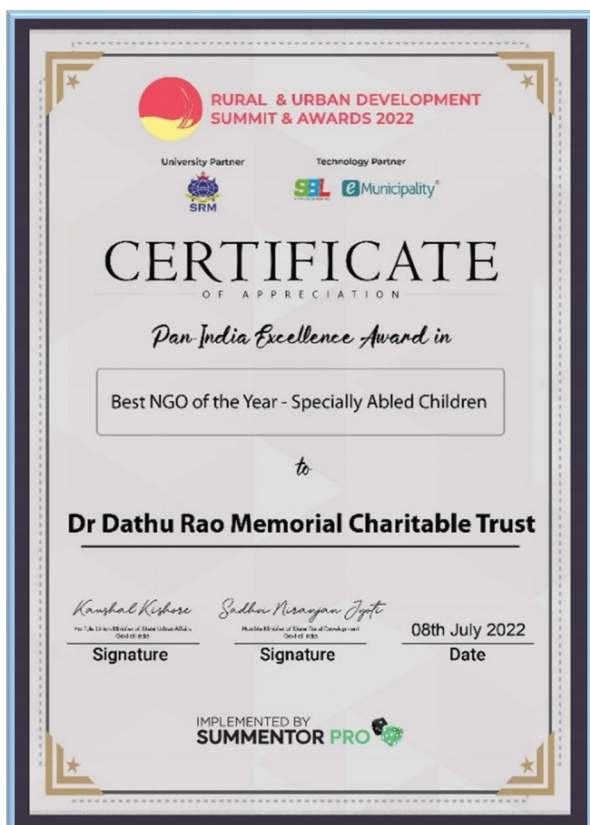 RURAL & URBAN DEVELOPMENT
SUMMIT & AWARDS 2022
University Partner
Technology Partner
SRM
SBL
eMunicipality
CERTIFICATE
OF APPRECIATION
Pan-India Excellence Award in
Best NGO of the Year - Specially Abled Children
to
Dr Dathu Rao Memorial Charitable Trust
Kaushal Kishore
Sadhvi Niranjan Jyoti
08th July 2022
Signature
Signature
Date
IMPLEMENTED BY
SUMMENTOR PRO